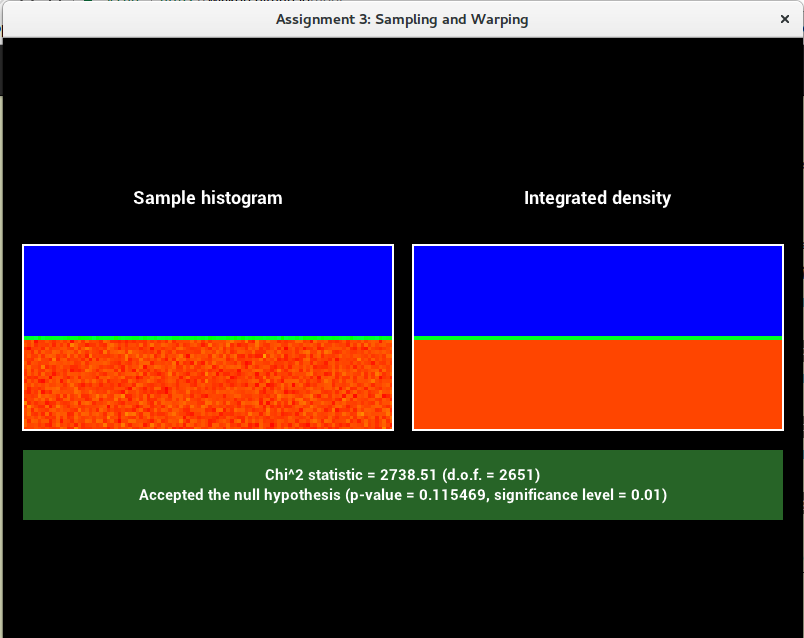 Assignment 3: Sampling and Warping
Sample histogram
Integrated density
Chi^2 statistic = 2738.51 (d.o.f. = 2651)
Accepted the null hypothesis (p-value = 0.115469, significance level = 0.01)